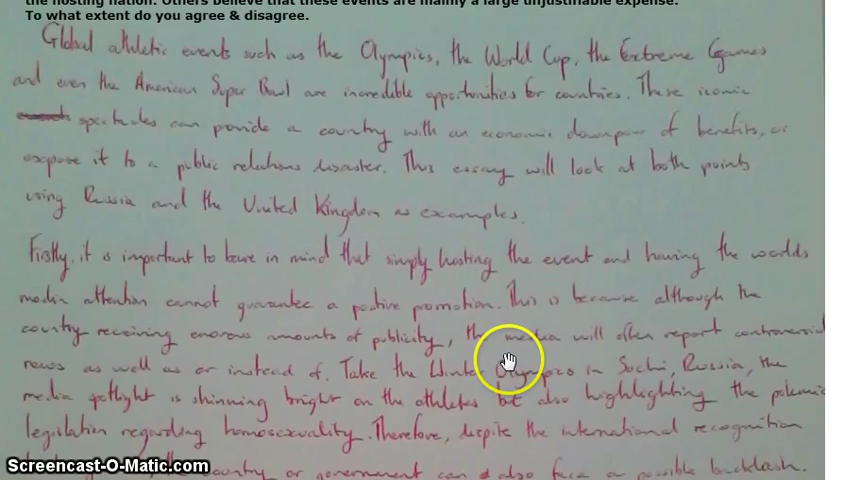 the hosting nation. Others believe that these events are mainly a large unjustifiable expense.
To what extent do you agree & disagree.
Global athletic events such as the Olympics, the World Cup, the Extreme Games
and even the American Super Bowl are incredible opportunities for countries. These iconic
spectacles can provide a country with an economic downpour of benefits, or
expose it to a public relations disaster. This essay will look at both points
using Russia and the United Kingdom as examples.
Firstly, it is important to bare in mind that simply hosting the event and having the worlds
media attention cannot guarantee a positive promotion. This is because although the
country receiving enorous amounts of publicity, the media will often report controversial
news as well as or instead of. Take the Winter Olympics in Sochi, Russia, the
media spotlight is shinning bright on the athletes but also highlighting the polemic
legislation regarding homosexuality. Therefore, despite the international recognition
the country or government can also face a possible backlash.
Screencast-O-Matic.com